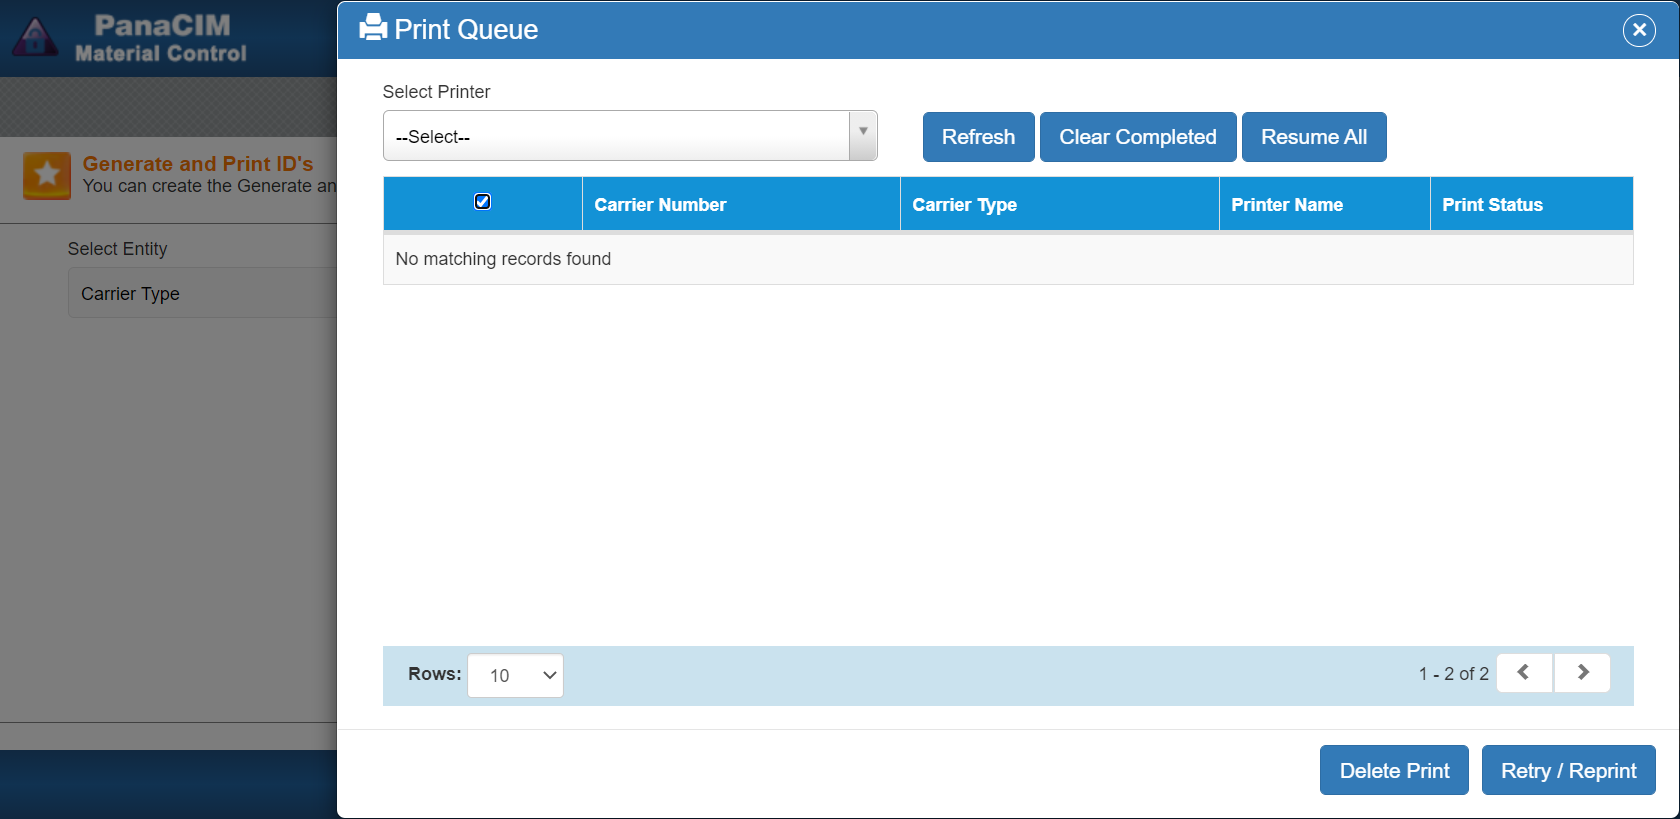 PanaCIM
Material Control
Generate and Print ID's
You can create the Generate an
Select Entity
Carrier Type
Print Queue
Select Printer
--Select--
Refresh
Clear Completed
Resume All
Carrier Number
Carrier Type
Printer Name
Print Status
No matching records found
Rows:
10
1 - 2 of 2
Delete Print
Retry / Reprint